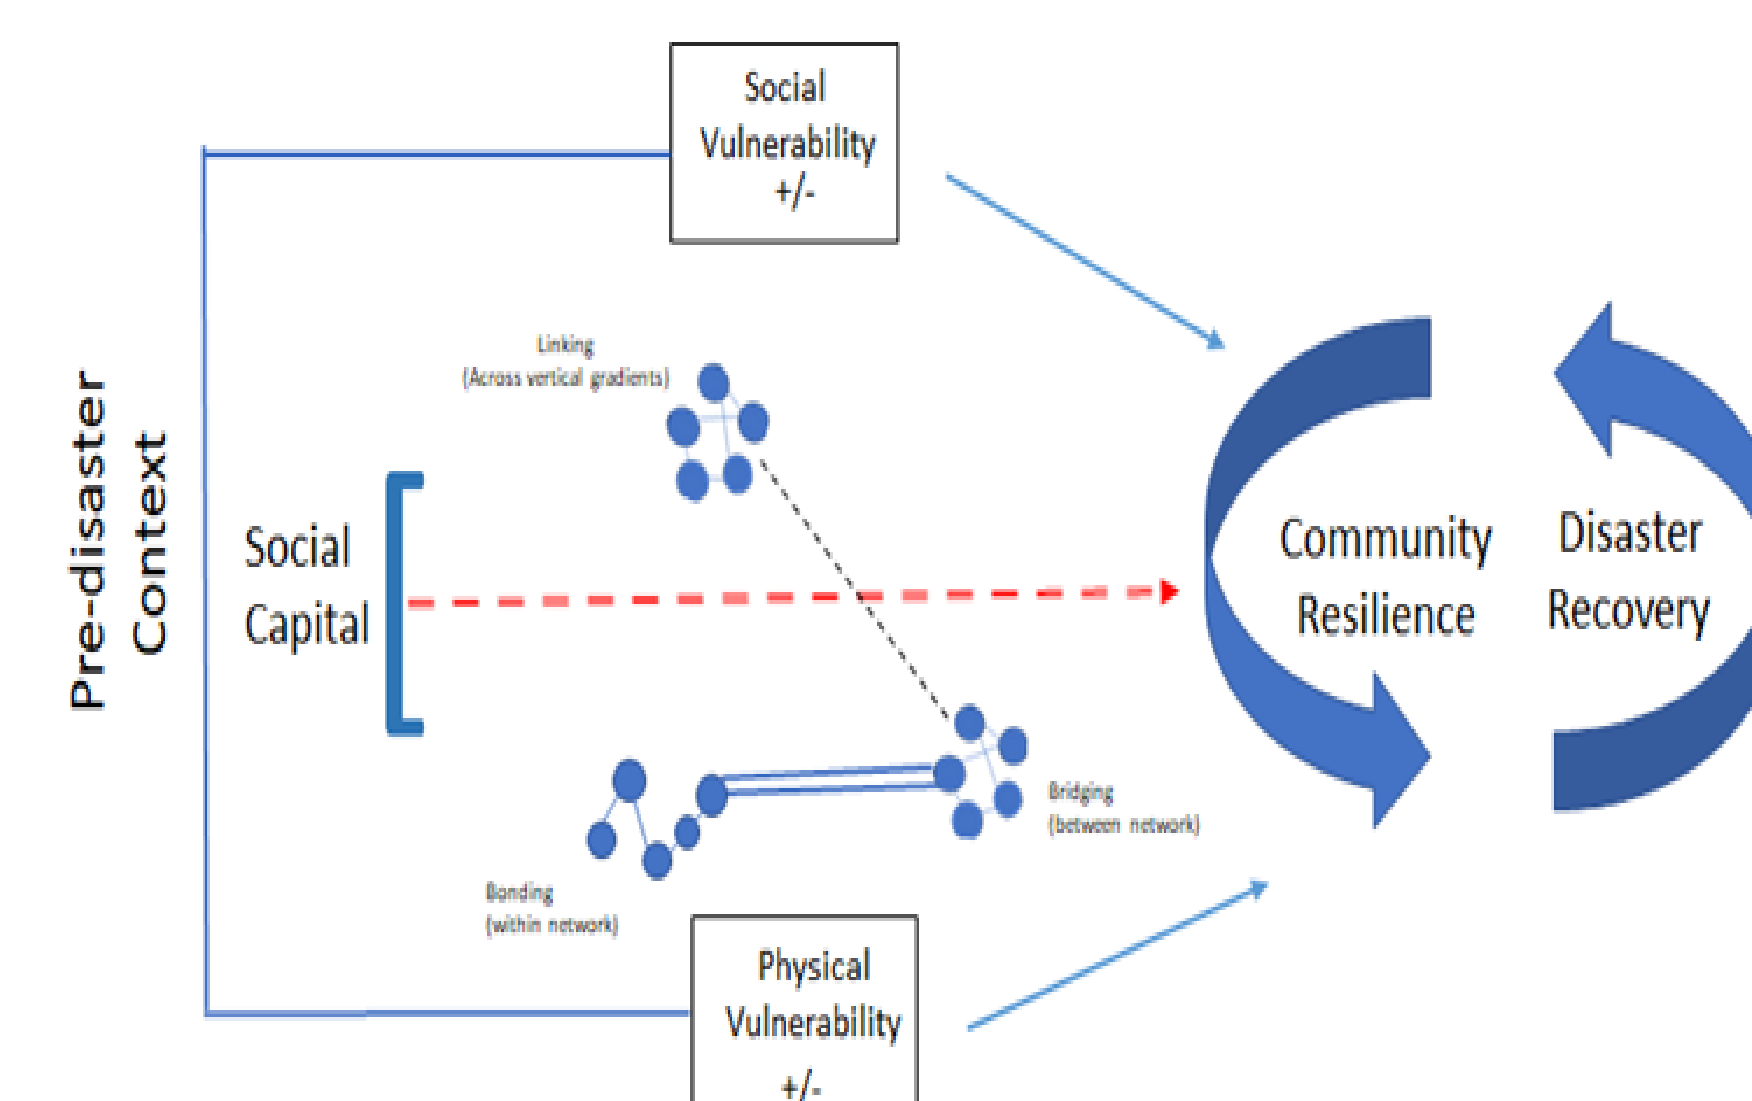 Social
Vulnerability
+/-
Linking
(Across vertical gradients)
Pre-disaster
Context
Social
Capital
Community
Resilience
Disaster
Recovery
Bridging
(between network)
Bonding
(within network)
Physical
Vulnerability
+/-